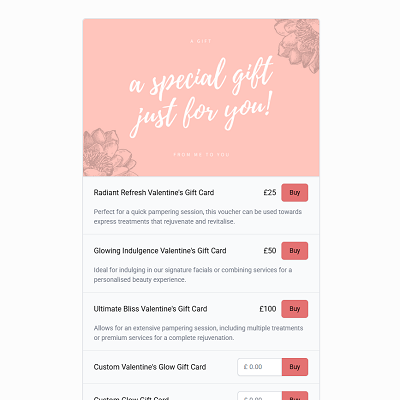 A GIFT
a special gift
just for you!
FROM ME TO YOU
Radiant Refresh Valentine's Gift Card £25 Buy
Perfect for a quick pampering session, this voucher can be used towards
express treatments that rejuvenate and revitalise.
Glowing Indulgence Valentine's Gift Card £50 Buy
Ideal for indulging in our signature facials or combining services for a
personalised beauty experience.
Ultimate Bliss Valentine's Gift Card £100 Buy
Allows for an extensive pampering session, including multiple treatments
or premium services for a complete rejuvenation.
Custom Valentine's Glow Gift Card £ 0.00 Buy
Custom Glow Gift Card £ 0.00 Buy